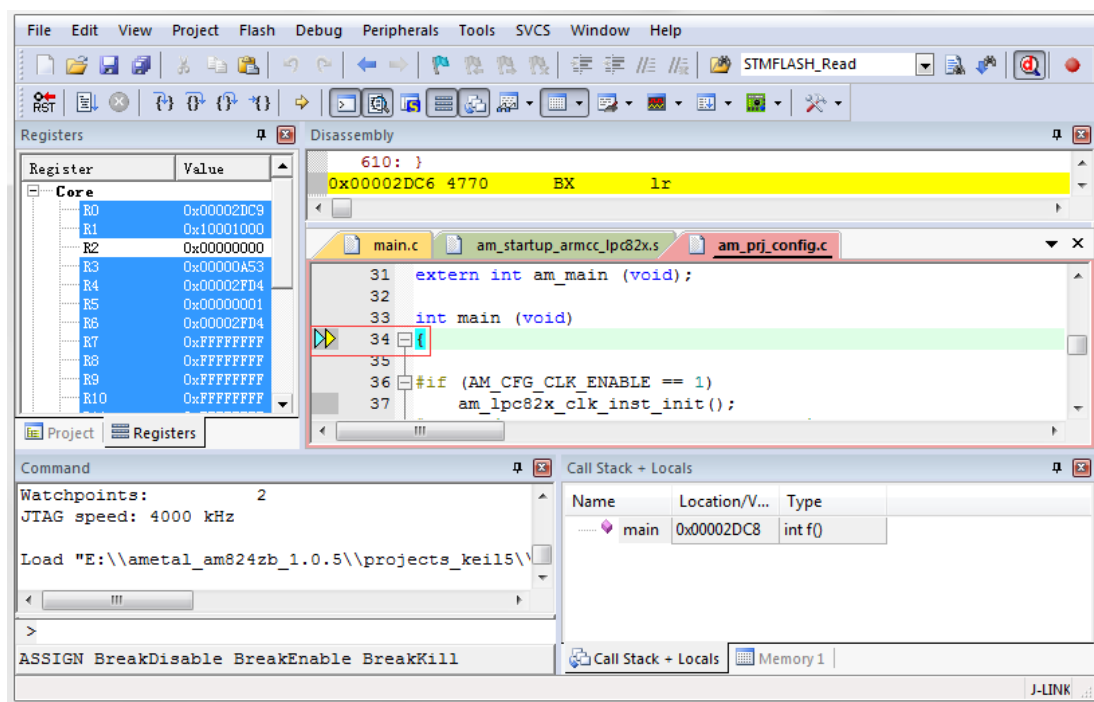 File Edit View Project Flash Debug Peripherals Tools SVCS Window Help
STMFLASH_Read
RST
Registers
Register Value
Core
R0 0x00002DC9
R1 0x10001000
R2 0x00000000
R3 0x00000A53
R4 0x00002FD4
R5 0x00000001
R6 0x00002FD4
R7 0xFFFFFFFF
R8 0xFFFFFFFF
R9 0xFFFFFFFF
R10 0xFFFFFFFF
Project Registers
Disassembly
610: }
0x00002DC6 4770 BX lr
main.c am_startup_armcc_lpc82x.s am_prj_config.c
31 extern int am_main (void);
32
33 int main (void)
34 {
35
36 #if (AM_CFG_CLK_ENABLE == 1)
37 am_lpc82x_clk_inst_init();
Command
Watchpoints: 2
JTAG speed: 4000 kHz
Load "E:\\ametal_am824zb_1.0.5\\projects_keil5\\
>
ASSIGN BreakDisable BreakEnable BreakKill
Call Stack + Locals
Name Location/V... Type
main 0x00002DC8 int f()
Call Stack + Locals Memory 1
J-LINK